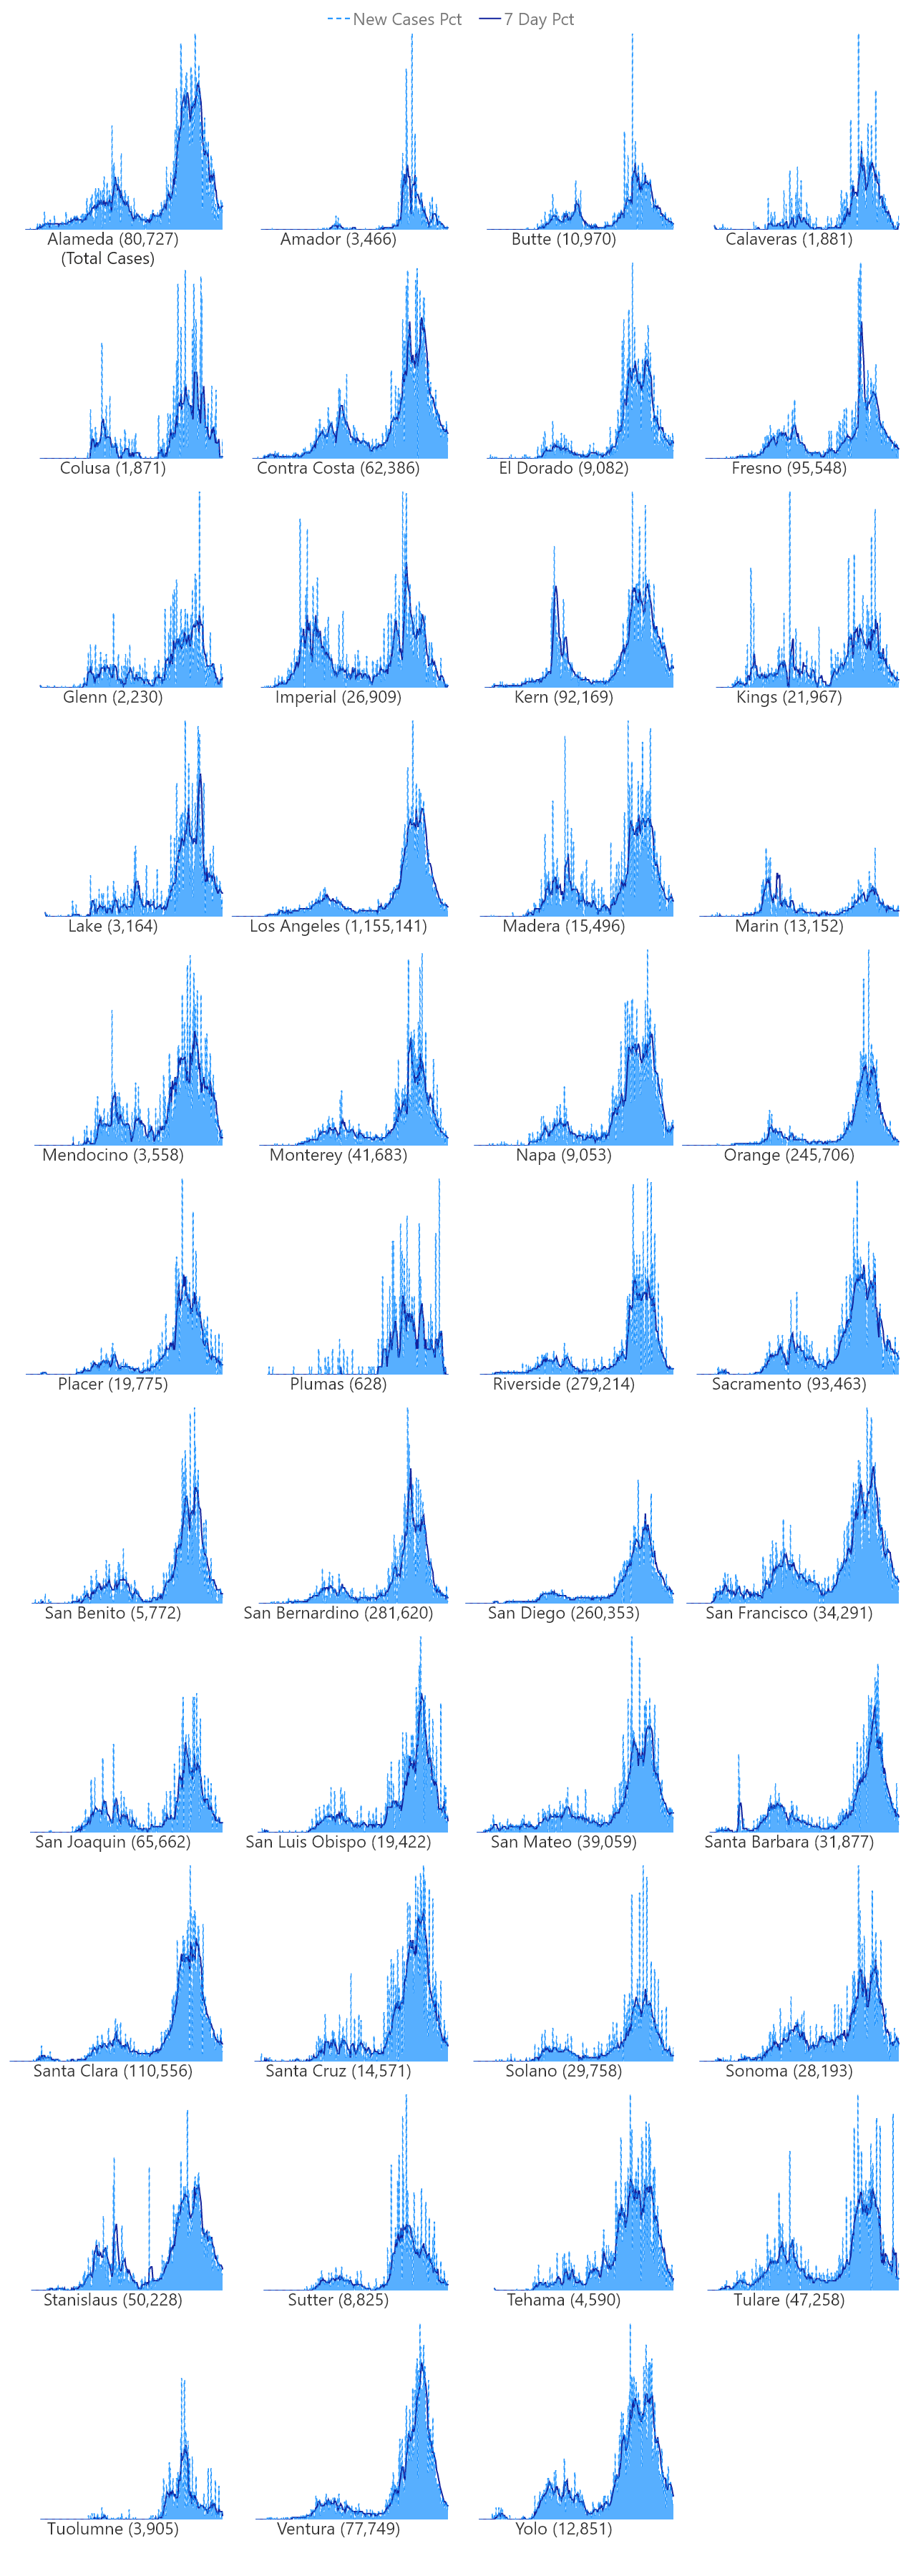 New Cases Pct 7 Day Pct
Alameda (80,727) Amador (3,466) Butte (10,970) Calaveras (1,881)
(Total Cases)
Colusa (1,871) Contra Costa (62,386) El Dorado (9,082) Fresno (95,548)
Glenn (2,230) Imperial (26,909) Kern (92,169) Kings (21,967)
Lake (3,164) Los Angeles (1,155,141) Madera (15,496) Marin (13,152)
Mendocino (3,558) Monterey (41,683) Napa (9,053) Orange (245,706)
Placer (19,775) Plumas (628) Riverside (279,214) Sacramento (93,463)
San Benito (5,772) San Bernardino (281,620) San Diego (260,353) San Francisco (34,291)
San Joaquin (65,662) San Luis Obispo (19,422) San Mateo (39,059) Santa Barbara (31,877)
Santa Clara (110,556) Santa Cruz (14,571) Solano (29,758) Sonoma (28,193)
Stanislaus (50,228) Sutter (8,825) Tehama (4,590) Tulare (47,258)
Tuolumne (3,905) Ventura (77,749) Yolo (12,851)